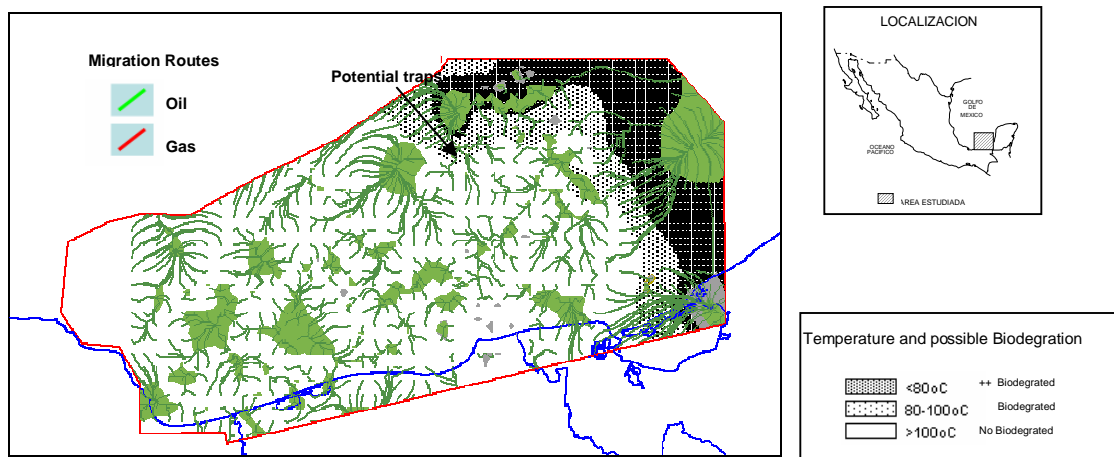 Migration Routes
Oil
Gas
Potential traps
LOCALIZACION
GOLFO
DE
MEXICO
OCEANO
PACIFICO
AREA ESTUDIADA
Temperature and possible Biodegration
<80oC ++ Biodegrated
80-100oC Biodegrated
>100oC No Biodegrated